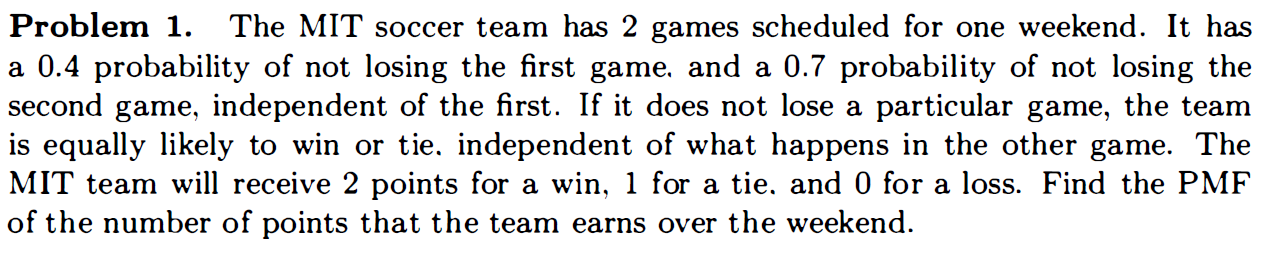 Problem 1. The MIT soccer team has 2 games scheduled for one weekend. It has
a 0.4 probability of not losing the first game. and a 0.7 probability of not losing the
second game, independent of the first. If it does not lose a particular game, the team
is equally likely to win or tie. independent of what happens in the other game. The
MIT team will receive 2 points for a win, 1 for a tie. and 0 for a loss. Find the PMF
of the number of points that the team earns over the weekend.